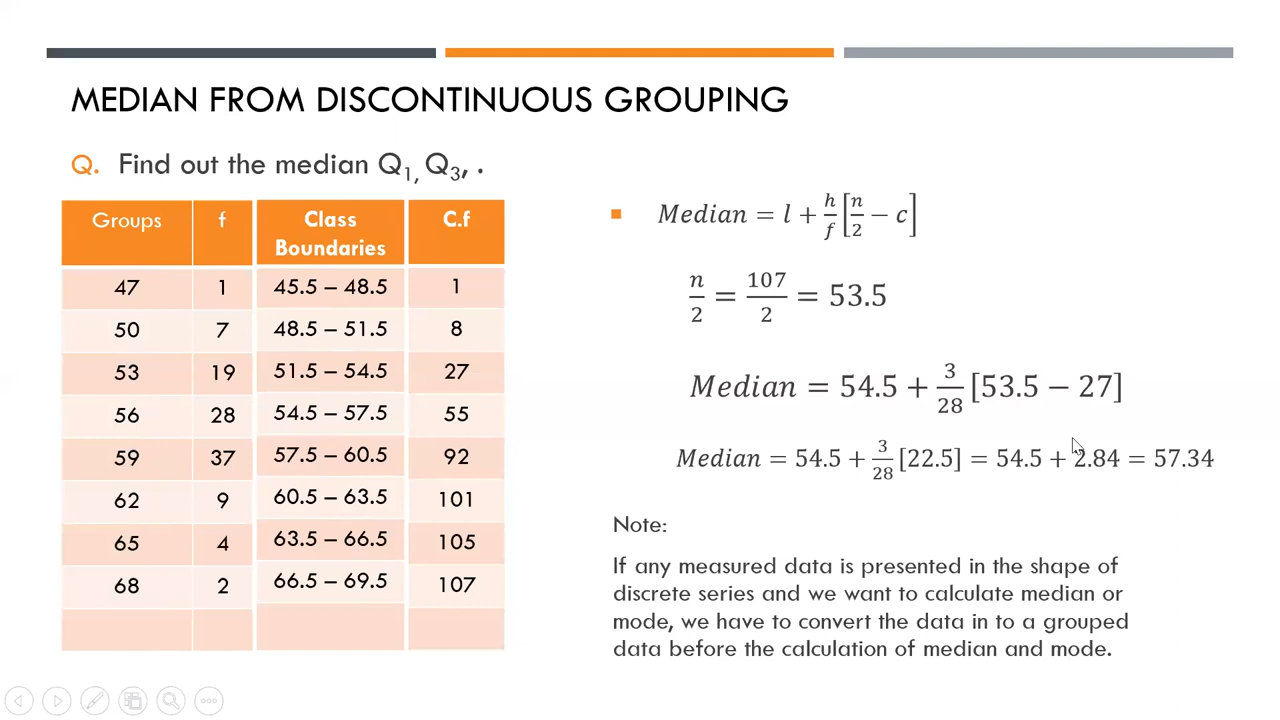 MEDIAN FROM DISCONTINUOUS GROUPING
Q. Find out the median Q₁, Q₃, .
Groups f Class Boundaries C.f
47 1 45.5 – 48.5 1
50 7 48.5 – 51.5 8
53 19 51.5 – 54.5 27
56 28 54.5 – 57.5 55
59 37 57.5 – 60.5 92
62 9 60.5 – 63.5 101
65 4 63.5 – 66.5 105
68 2 66.5 – 69.5 107
Median = l + h/f [n/2 − c]
n/2 = 107/2 = 53.5
Median = 54.5 + 3/28 [53.5 − 27]
Median = 54.5 + 3/28 [22.5] = 54.5 + 2.84 = 57.34
Note:
If any measured data is presented in the shape of
discrete series and we want to calculate median or
mode, we have to convert the data in to a grouped
data before the calculation of median and mode.